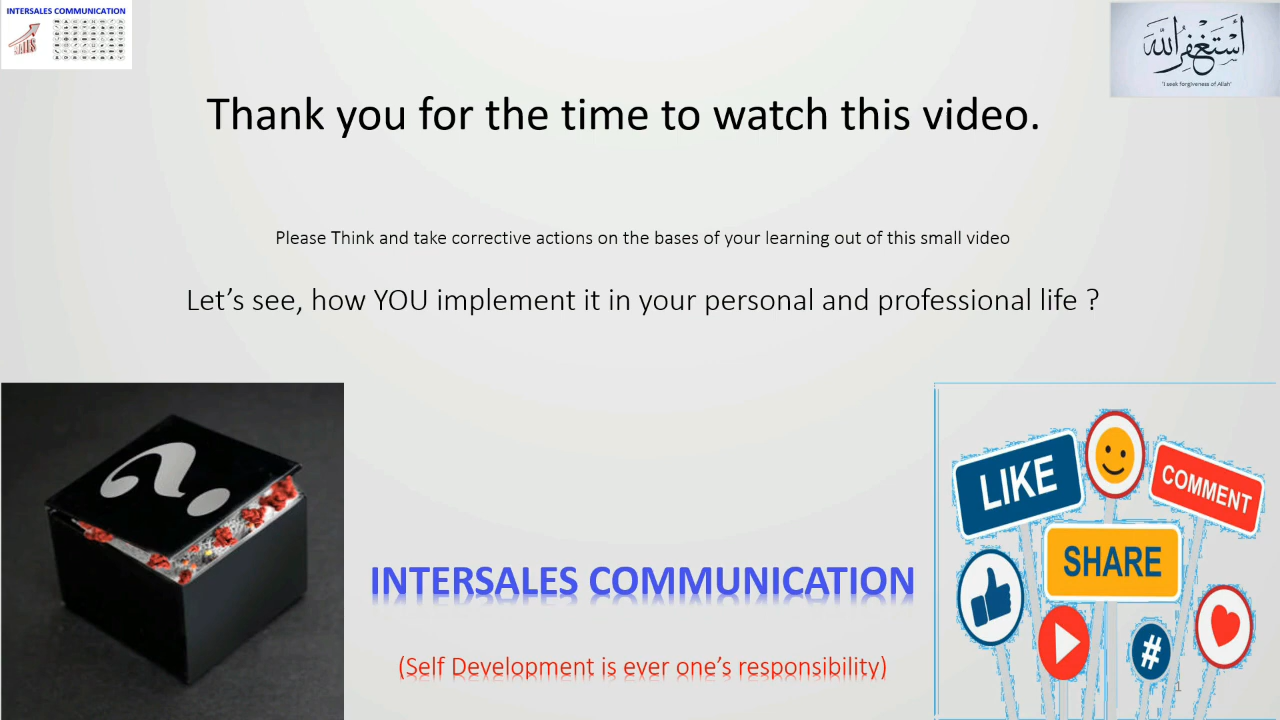 INTERSALES COMMUNICATION
SALES
أستغفر الله
"I seek forgiveness of Allah"
Thank you for the time to watch this video.
Please Think and take corrective actions on the bases of your learning out of this small video
Let's see, how YOU implement it in your personal and professional life ?
?
LIKE
COMMENT
SHARE
#
INTERSALES COMMUNICATION
(Self Development is ever one's responsibility)
1